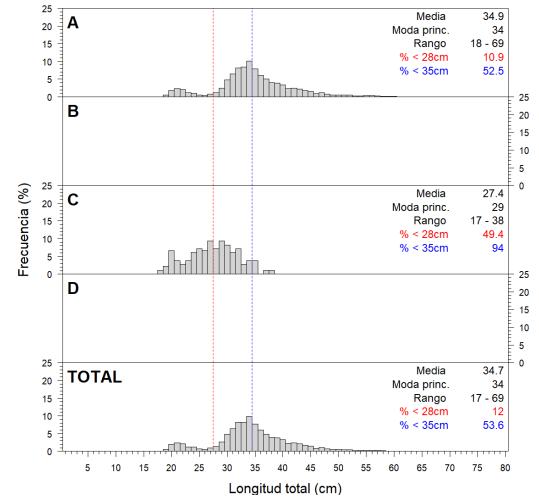 25
20
15
10
5
0
A
Media 34.9
Moda princ. 34
Rango 18 - 69
% < 28cm 10.9
% < 35cm 52.5
B
25
20
15
10
5
0
25
20
15
10
5
0
C
Media 27.4
Moda princ. 29
Rango 17 - 38
% < 28cm 49.4
% < 35cm 94
D
25
20
15
10
5
0
25
20
15
10
5
0
TOTAL
Media 34.7
Moda princ. 34
Rango 17 - 69
% < 28cm 12
% < 35cm 53.6
Frecuencia (%)
5 10 15 20 25 30 35 40 45 50 55 60 65 70 75 80
Longitud total (cm)